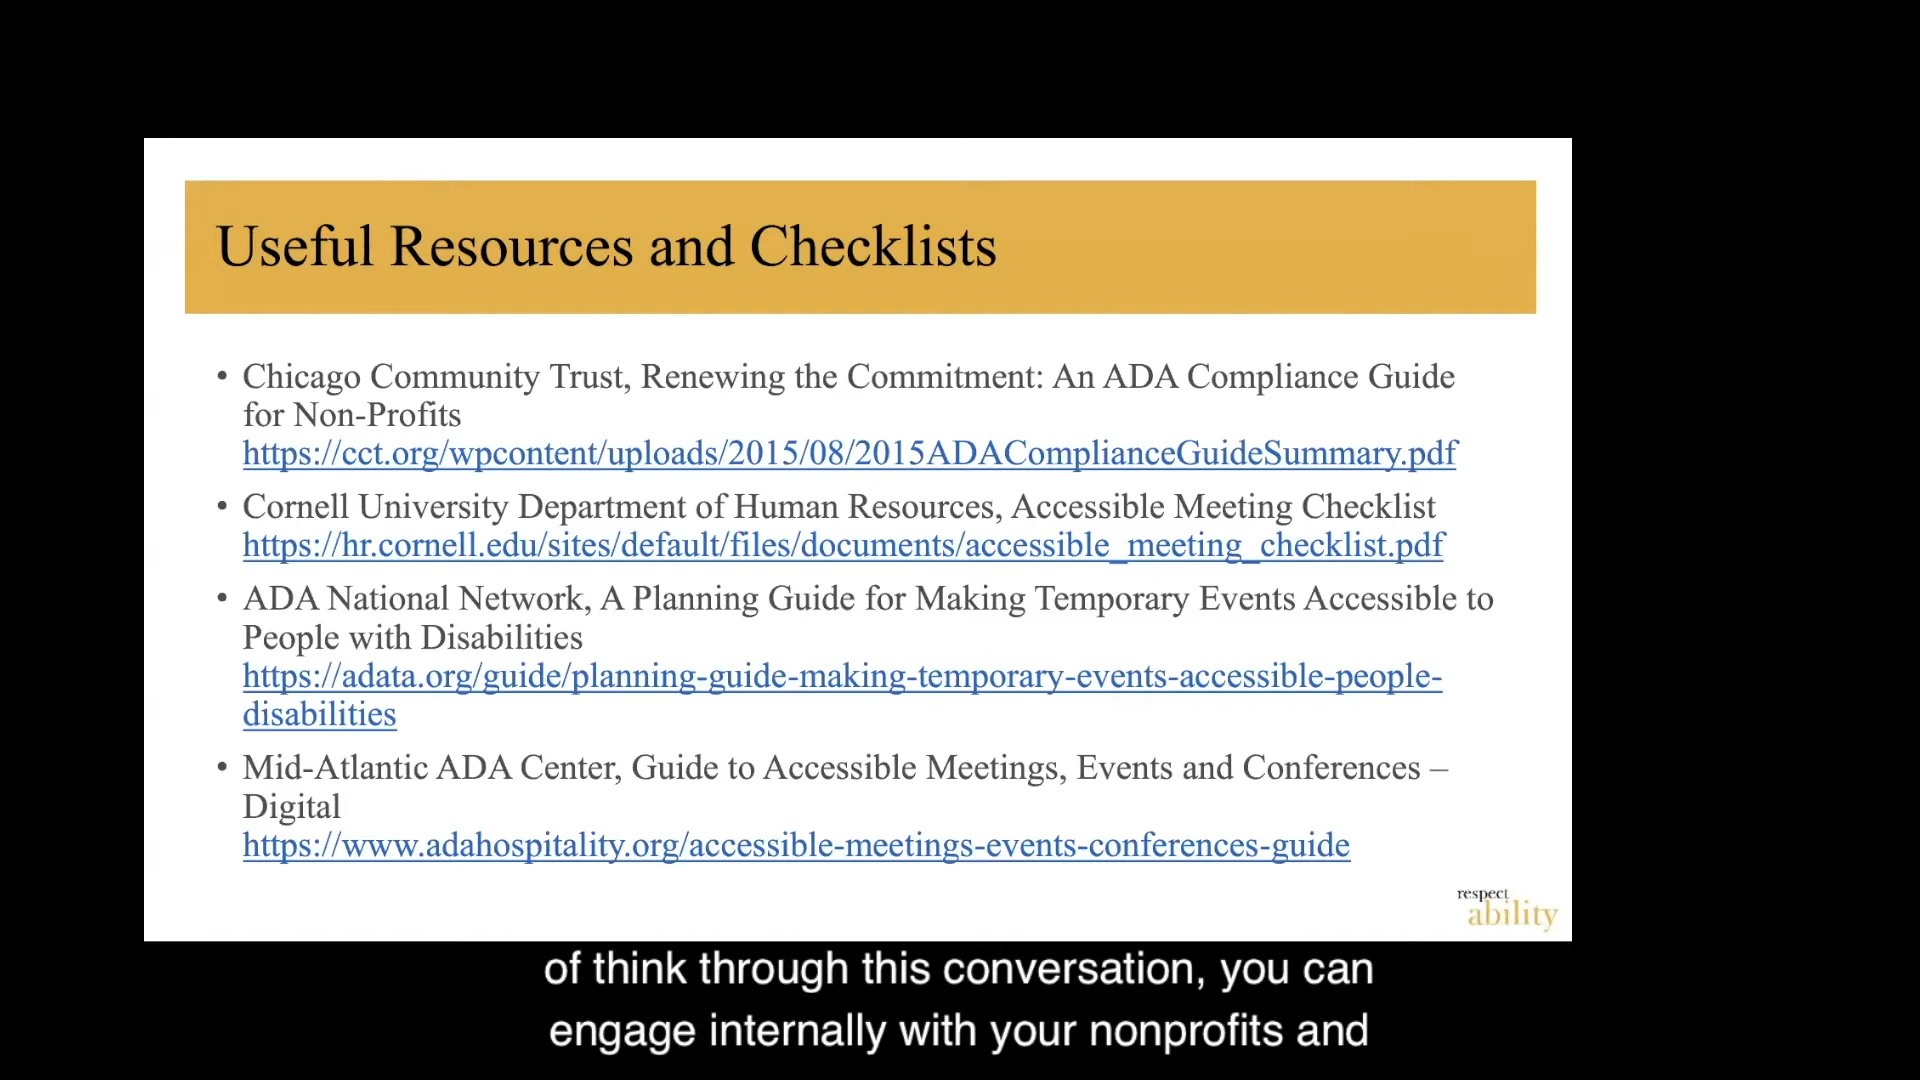 Useful Resources and Checklists
• Chicago Community Trust, Renewing the Commitment: An ADA Compliance Guide
for Non-Profits
https://cct.org/wpcontent/uploads/2015/08/2015ADAComplianceGuideSummary.pdf
• Cornell University Department of Human Resources, Accessible Meeting Checklist
https://hr.cornell.edu/sites/default/files/documents/accessible_meeting_checklist.pdf
• ADA National Network, A Planning Guide for Making Temporary Events Accessible to
People with Disabilities
https://adata.org/guide/planning-guide-making-temporary-events-accessible-people-
disabilities
• Mid-Atlantic ADA Center, Guide to Accessible Meetings, Events and Conferences –
Digital
https://www.adahospitality.org/accessible-meetings-events-conferences-guide
respect
ability
of think through this conversation, you can
engage internally with your nonprofits and